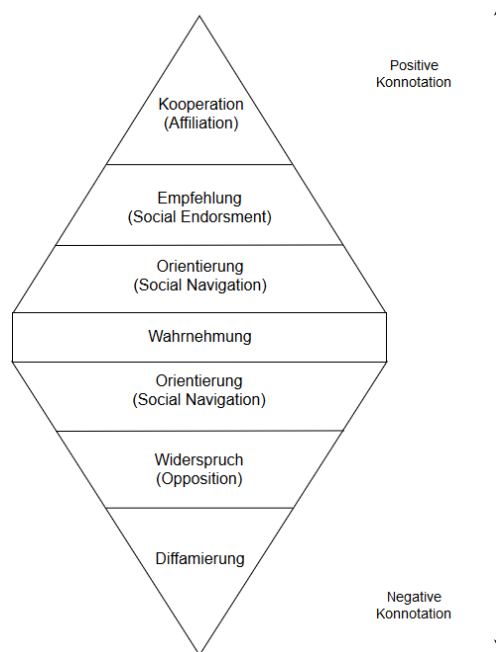 Positive
Konnotation
Kooperation
(Affiliation)
Empfehlung
(Social Endorsment)
Orientierung
(Social Navigation)
Wahrnehmung
Orientierung
(Social Navigation)
Widerspruch
(Opposition)
Diffamierung
Negative
Konnotation